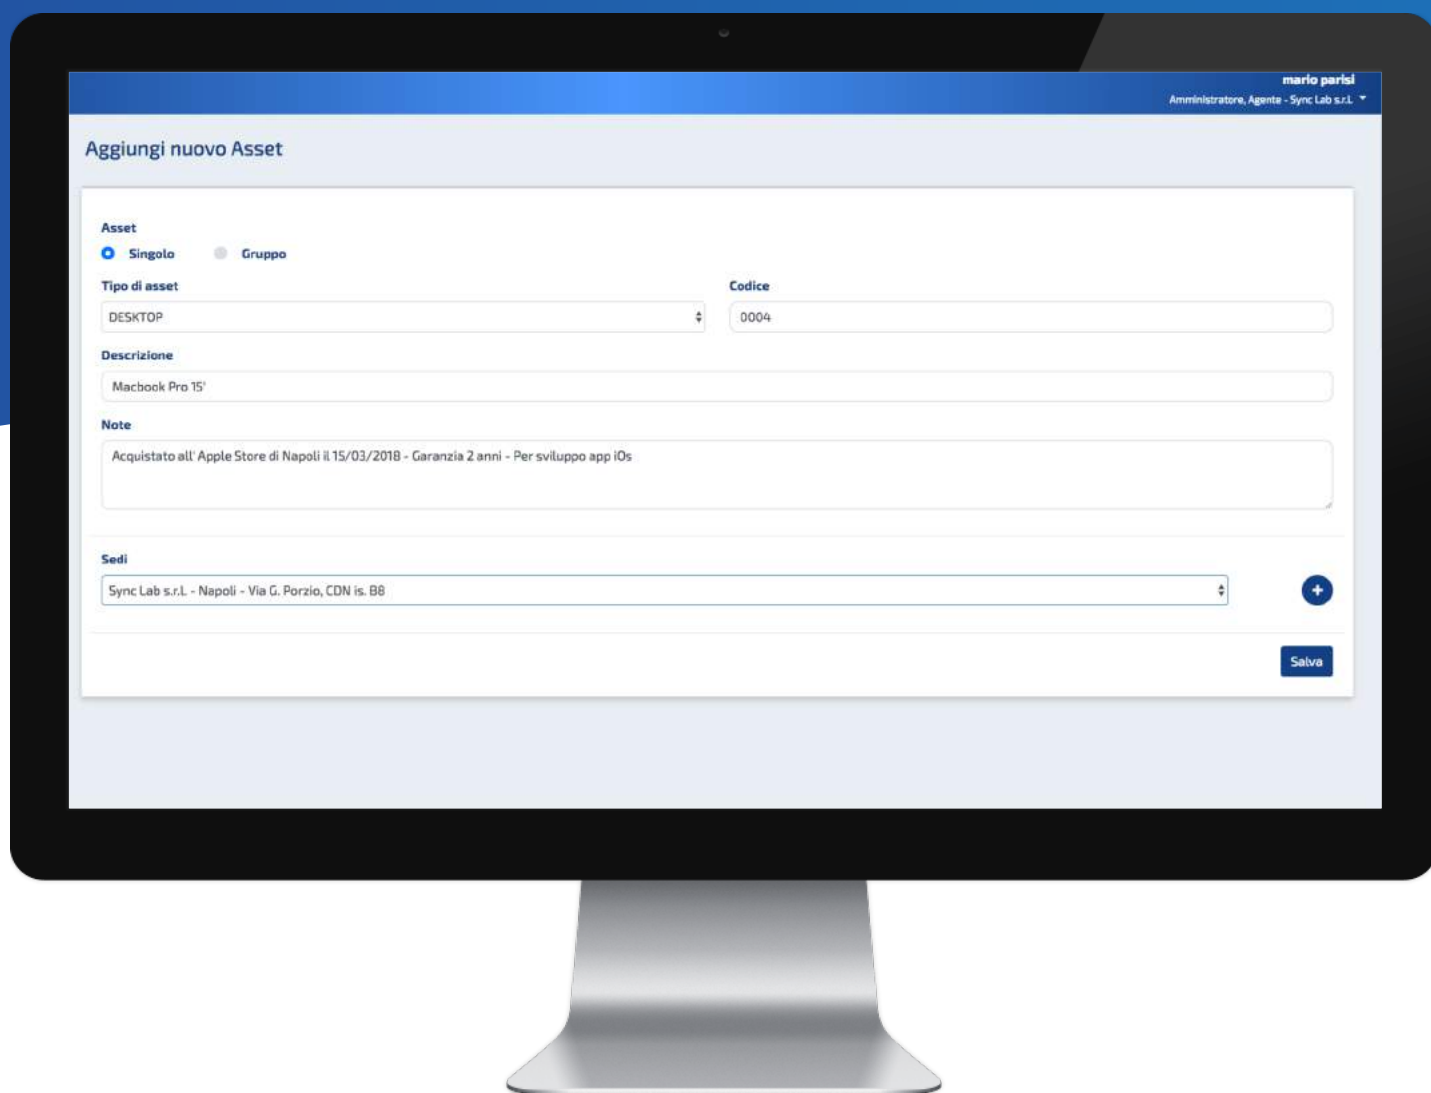 mario parisi
Amministratore, Agente - Sync Lab s.r.l.
Aggiungi nuovo Asset
Asset
Singolo Gruppo
Tipo di asset Codice
DESKTOP 0004
Descrizione
Macbook Pro 15'
Note
Acquistato all' Apple Store di Napoli il 15/03/2018 - Garanzia 2 anni - Per sviluppo app iOs
Sedi
Sync Lab s.r.l. - Napoli - Via G. Porzio, CDN is. B8
Salva